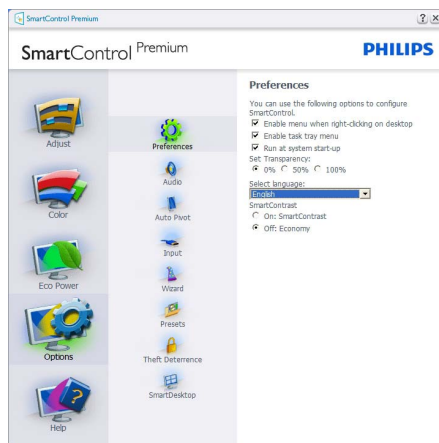 SmartControl Premium
SmartControl Premium
PHILIPS
Adjust
Color
Eco Power
Options
Help
Preferences
Audio
Auto Pivot
Input
Wizard
Presets
Theft Deterrence
SmartDesktop
Preferences
You can use the following options to configure
SmartControl.
Enable menu when right-clicking on desktop
Enable task tray menu
Run at system start-up
Set Transparency:
0% 50% 100%
Select language:
English
SmartContrast
On: SmartContrast
Off: Economy